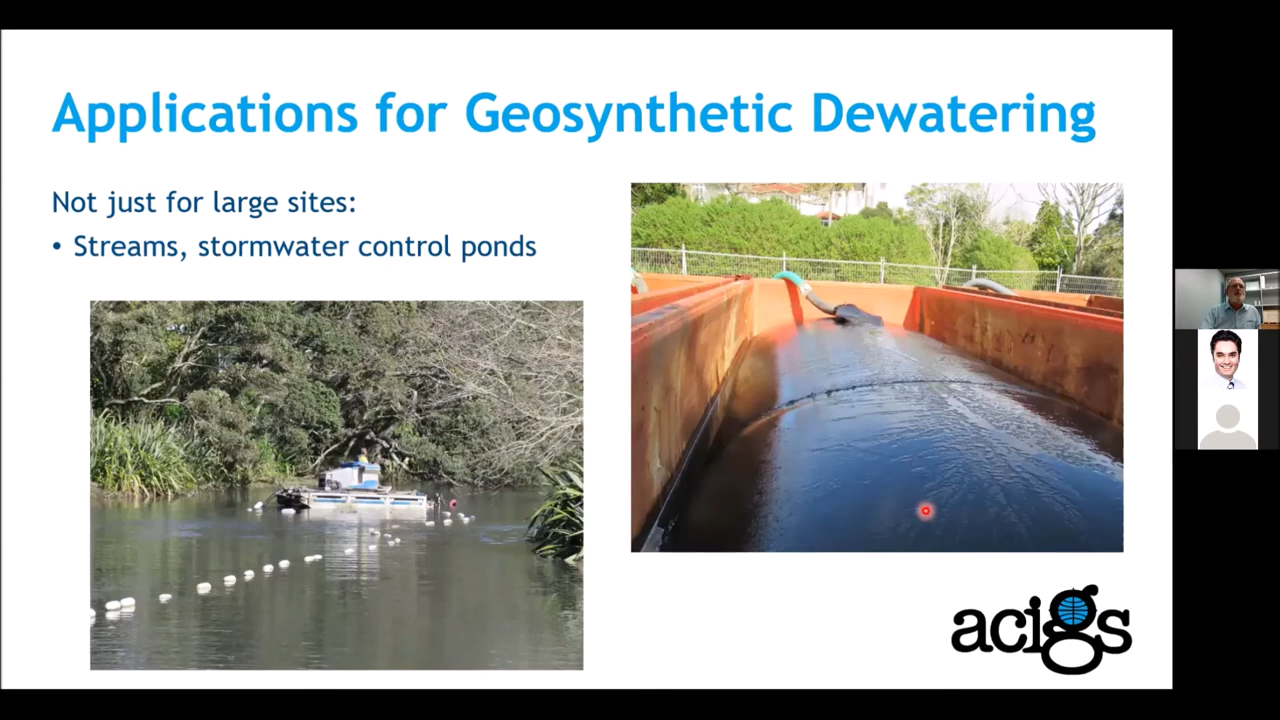 Applications for Geosynthetic Dewatering
Not just for large sites:
• Streams, stormwater control ponds
acigs